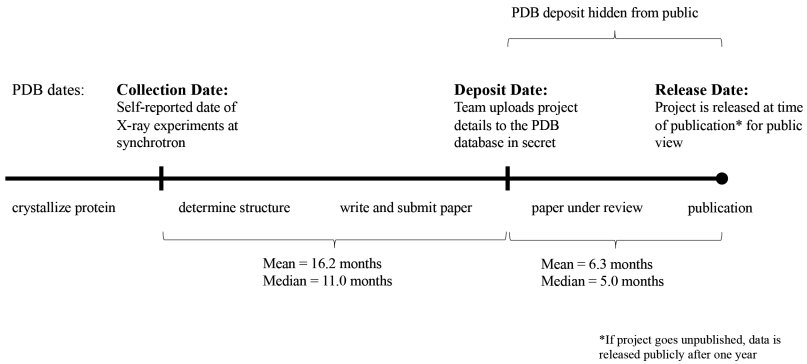 PDB deposit hidden from public
PDB dates:
Collection Date:
Self-reported date of
X-ray experiments at
synchrotron
Deposit Date:
Team uploads project
details to the PDB
database in secret
Release Date:
Project is released at time
of publication* for public
view
crystallize protein
determine structure
write and submit paper
paper under review
publication
Mean = 16.2 months
Median = 11.0 months
Mean = 6.3 months
Median = 5.0 months
*If project goes unpublished, data is
released publicly after one year